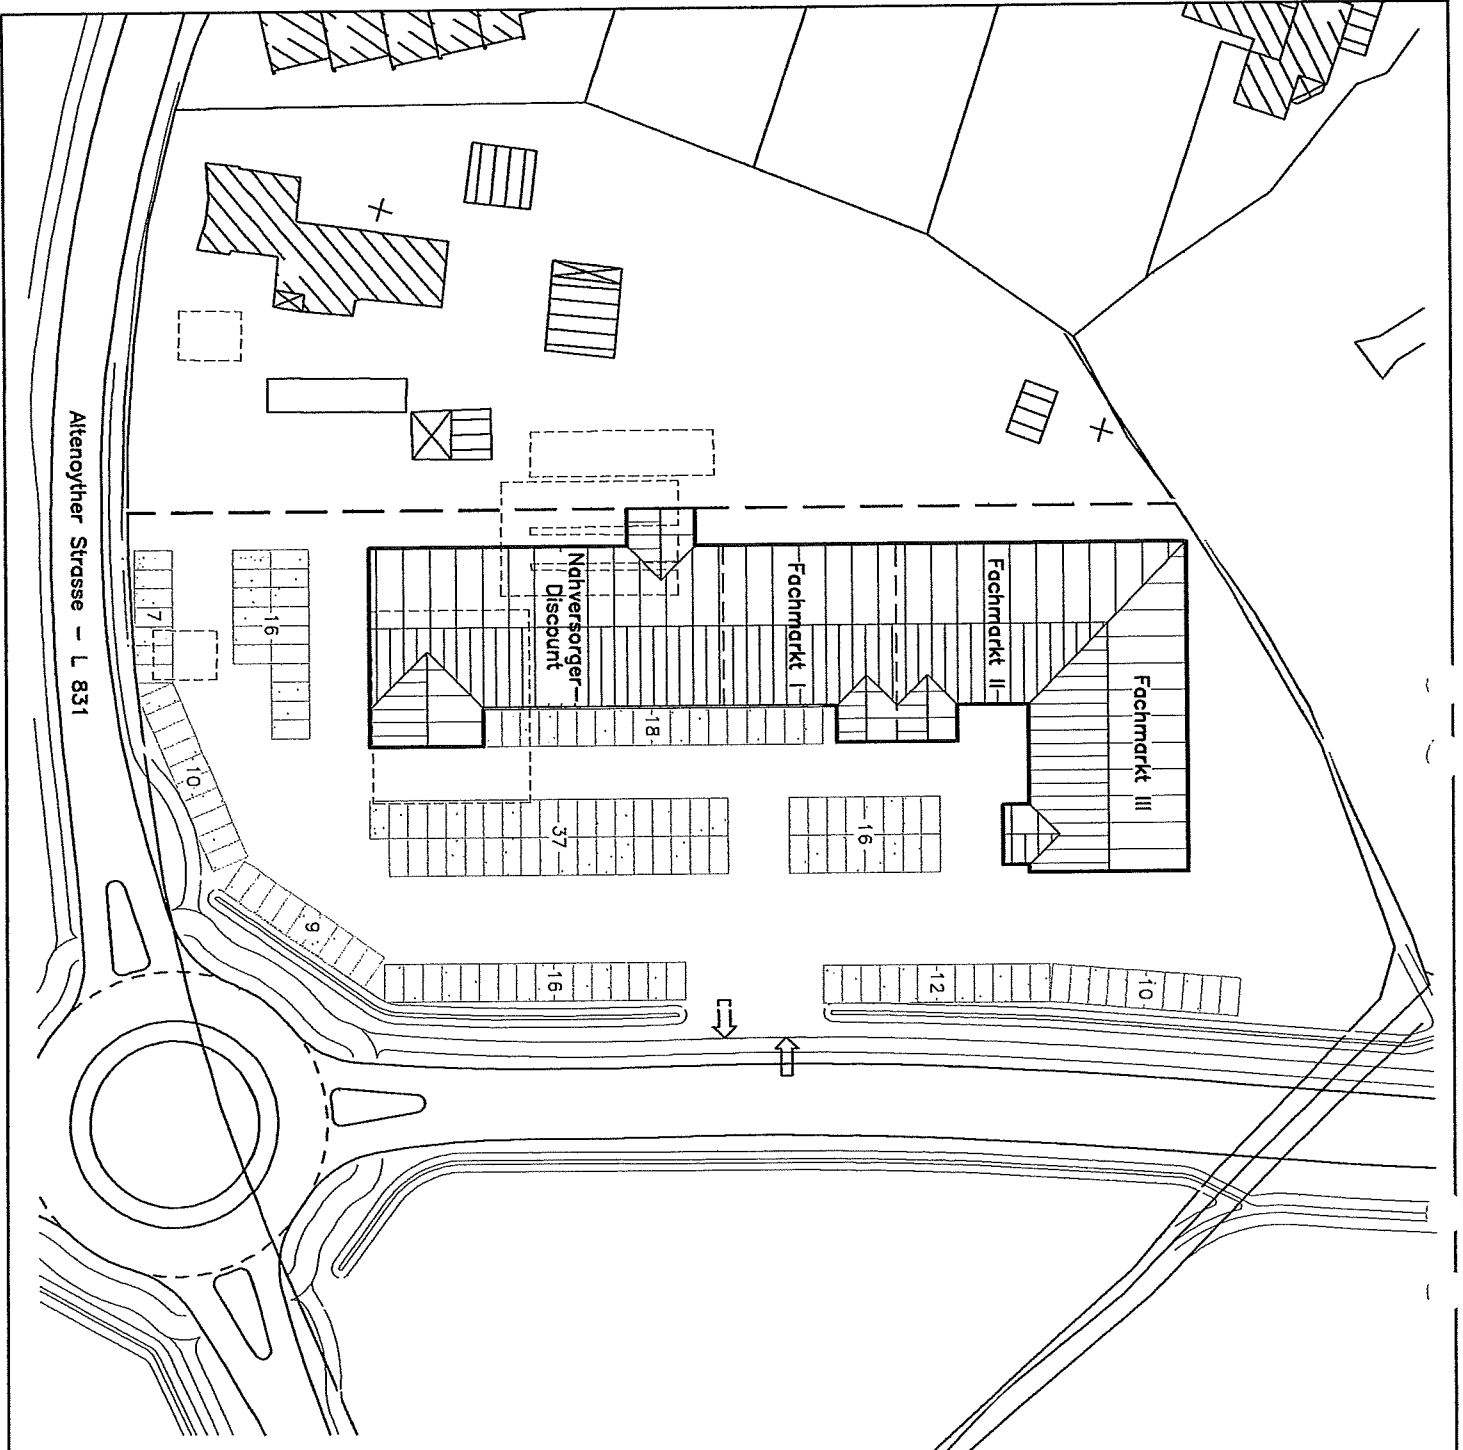 Altenoyther Strasse – L 831
Nahversorger–
Discount
Fachmarkt I
Fachmarkt II
Fachmarkt III
7
16
10
18
37
16
9
16
12
10